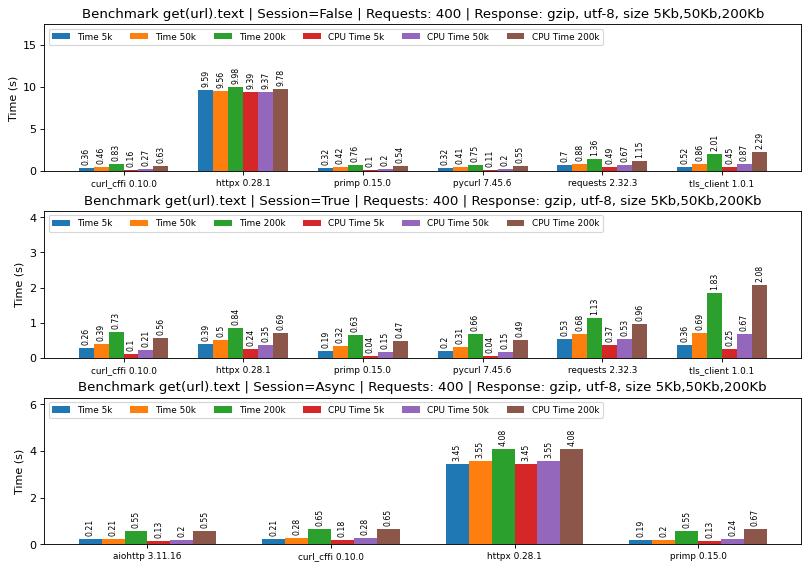 Benchmark get(url).text | Session=False | Requests: 400 | Response: gzip, utf-8, size 5Kb,50Kb,200Kb
Time 5k Time 50k Time 200k CPU Time 5k CPU Time 50k CPU Time 200k
Time (s)
15
10
5
0
0.36 0.46 0.83 0.16 0.27 0.63
9.59 9.56 9.98 9.39 9.37 9.78
0.32 0.42 0.76 0.1 0.2 0.54
0.32 0.41 0.75 0.11 0.2 0.55
0.7 0.88 1.36 0.49 0.67 1.15
0.52 0.86 2.01 0.45 0.87 2.29
curl_cffi 0.10.0 httpx 0.28.1 primp 0.15.0 pycurl 7.45.6 requests 2.32.3 tls_client 1.0.1
Benchmark get(url).text | Session=True | Requests: 400 | Response: gzip, utf-8, size 5Kb,50Kb,200Kb
Time 5k Time 50k Time 200k CPU Time 5k CPU Time 50k CPU Time 200k
Time (s)
4
3
2
1
0
0.26 0.39 0.73 0.1 0.21 0.56
0.39 0.5 0.84 0.24 0.35 0.69
0.19 0.32 0.63 0.04 0.15 0.47
0.2 0.31 0.66 0.04 0.15 0.49
0.53 0.68 1.13 0.37 0.53 0.96
0.36 0.69 1.83 0.25 0.67 2.08
curl_cffi 0.10.0 httpx 0.28.1 primp 0.15.0 pycurl 7.45.6 requests 2.32.3 tls_client 1.0.1
Benchmark get(url).text | Session=Async | Requests: 400 | Response: gzip, utf-8, size 5Kb,50Kb,200Kb
Time 5k Time 50k Time 200k CPU Time 5k CPU Time 50k CPU Time 200k
Time (s)
6
4
2
0
0.21 0.21 0.55 0.13 0.2 0.55
0.21 0.28 0.65 0.18 0.28 0.65
3.45 3.55 4.08 3.45 3.55 4.08
0.19 0.2 0.55 0.13 0.24 0.67
aiohttp 3.11.16 curl_cffi 0.10.0 httpx 0.28.1 primp 0.15.0